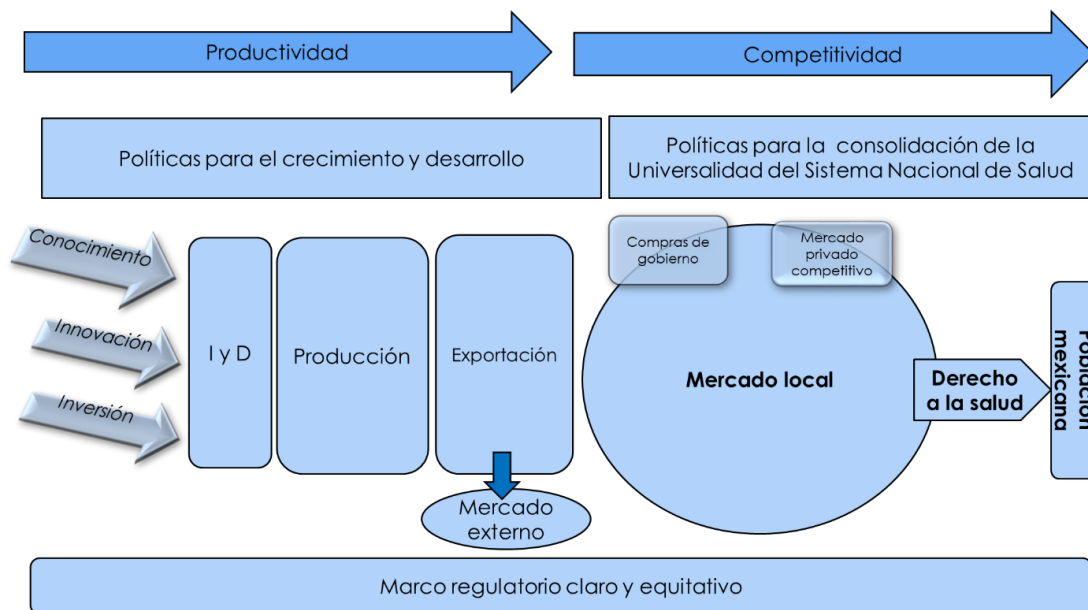 Productividad
Competitividad
Políticas para el crecimiento y desarrollo
Políticas para la consolidación de la
Universalidad del Sistema Nacional de Salud
Conocimiento
Innovación
Inversión
I y D
Producción
Exportación
Mercado
externo
Compras de
gobierno
Mercado
privado
competitivo
Mercado local
Derecho
a la salud
Población
mexicana
Marco regulatorio claro y equitativo